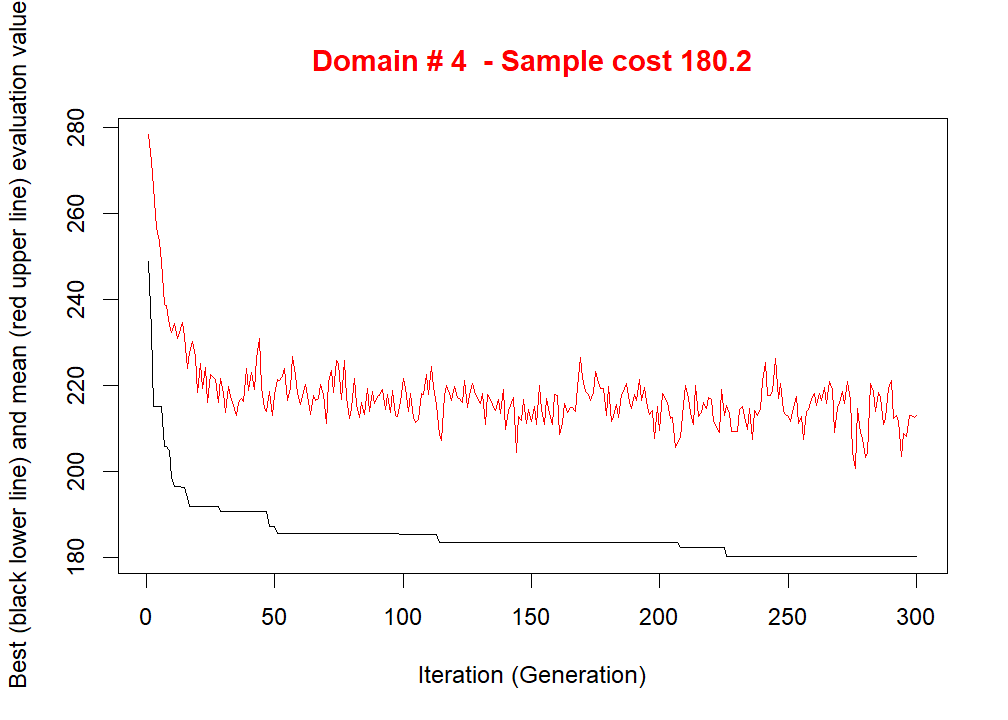 Domain # 4  - Sample cost 180.2
Best (black lower line) and mean (red upper line) evaluation value
280
260
240
220
200
180
0 50 100 150 200 250 300
Iteration (Generation)